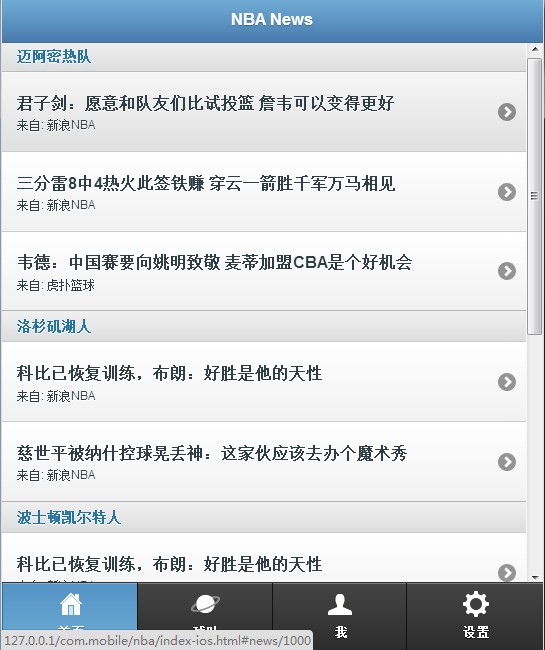 NBA News
迈阿密热队
君子剑：愿意和队友们比试投篮 詹韦可以变得更好
来自: 新浪NBA
三分雷8中4热火此签铁赚 穿云一箭胜千军万马相见
来自: 新浪NBA
韦德：中国赛要向姚明致敬 麦蒂加盟CBA是个好机会
来自: 虎扑篮球
洛杉矶湖人
科比已恢复训练，布朗：好胜是他的天性
来自: 新浪NBA
慈世平被纳什控球晃丢神：这家伙应该去办个魔术秀
来自: 新浪NBA
波士顿凯尔特人
科比已恢复训练，布朗：好胜是他的天性
来自: 新浪NBA
我 设置
127.0.0.1/com.mobile/nba/index-ios.html#news/1000